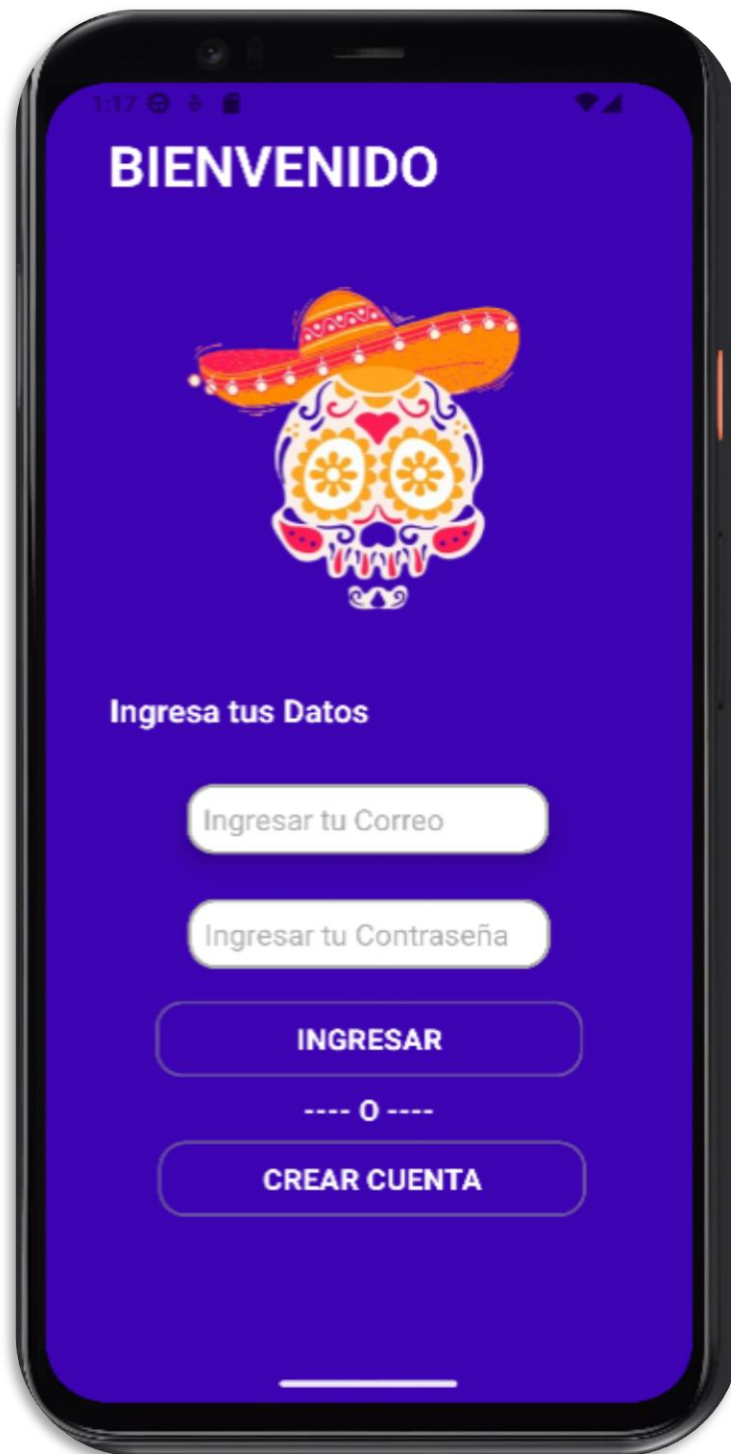 1:17
BIENVENIDO
Ingresa tus Datos
Ingresar tu Correo
Ingresar tu Contraseña
INGRESAR
---- O ----
CREAR CUENTA